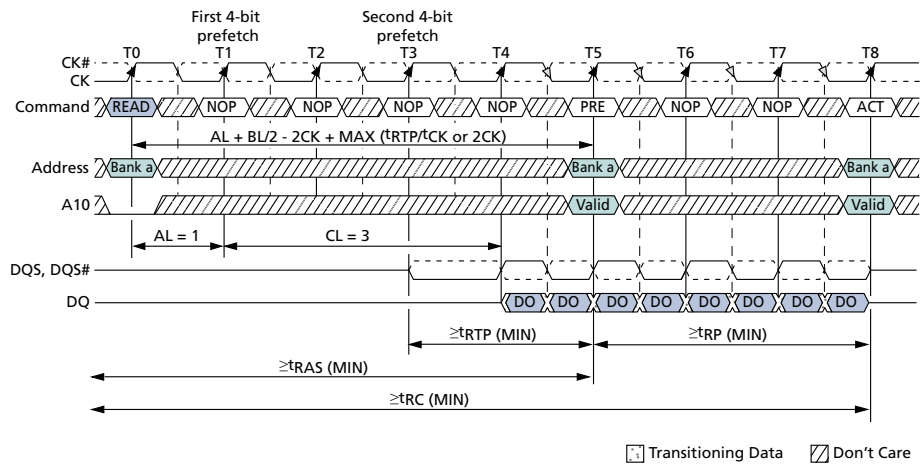 First 4-bit
prefetch
Second 4-bit
prefetch
T0 T1 T2 T3 T4 T5 T6 T7 T8
CK#
CK
Command READ NOP NOP NOP NOP PRE NOP NOP ACT
AL + BL/2 - 2CK + MAX (tRTP/tCK or 2CK)
Address Bank a Bank a Bank a
A10 Valid Valid
AL = 1 CL = 3
DQS, DQS#
DQ DO DO DO DO DO DO DO DO
≥tRTP (MIN) ≥tRP (MIN)
≥tRAS (MIN)
≥tRC (MIN)
Transitioning Data Don't Care